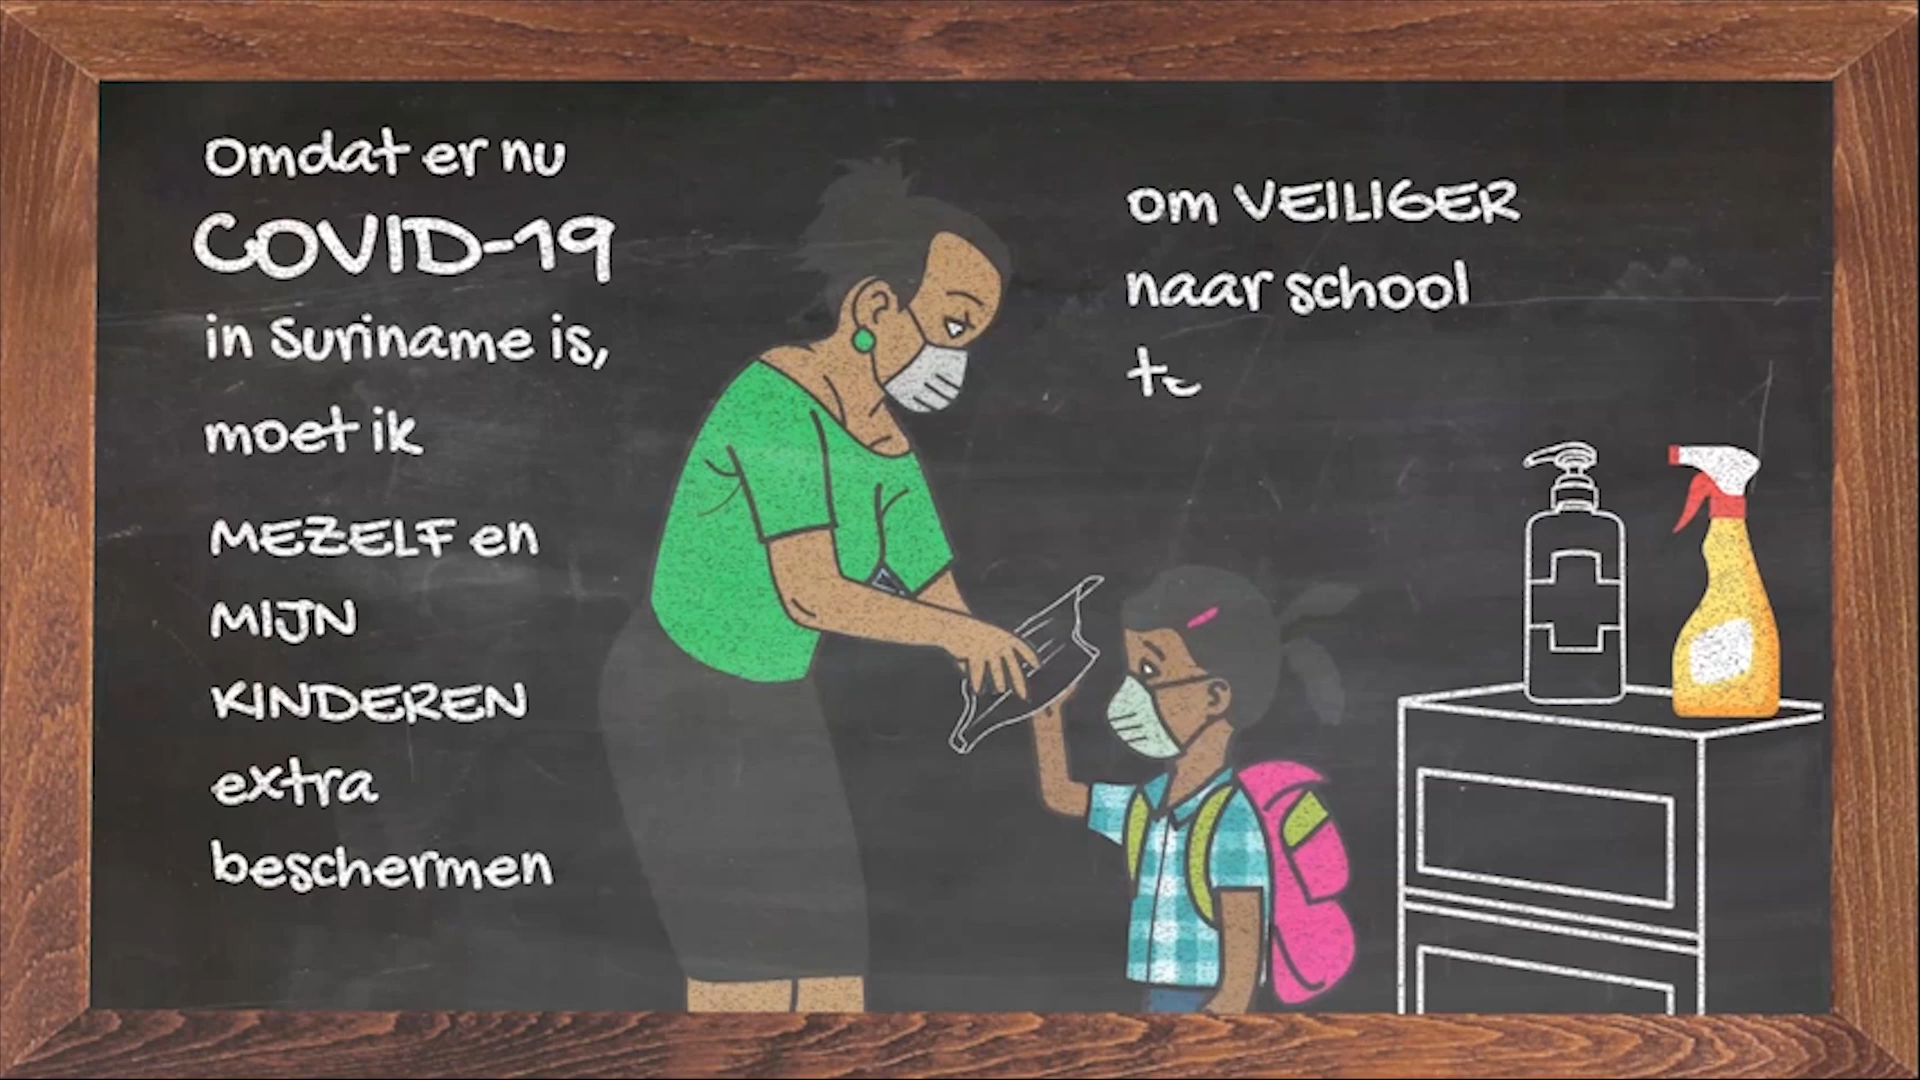 Omdat er nu
COVID-19
in Suriname is,
moet ik
MEZELF en
MIJN
KINDEREN
extra
beschermen
om VEILIGER
naar school
te